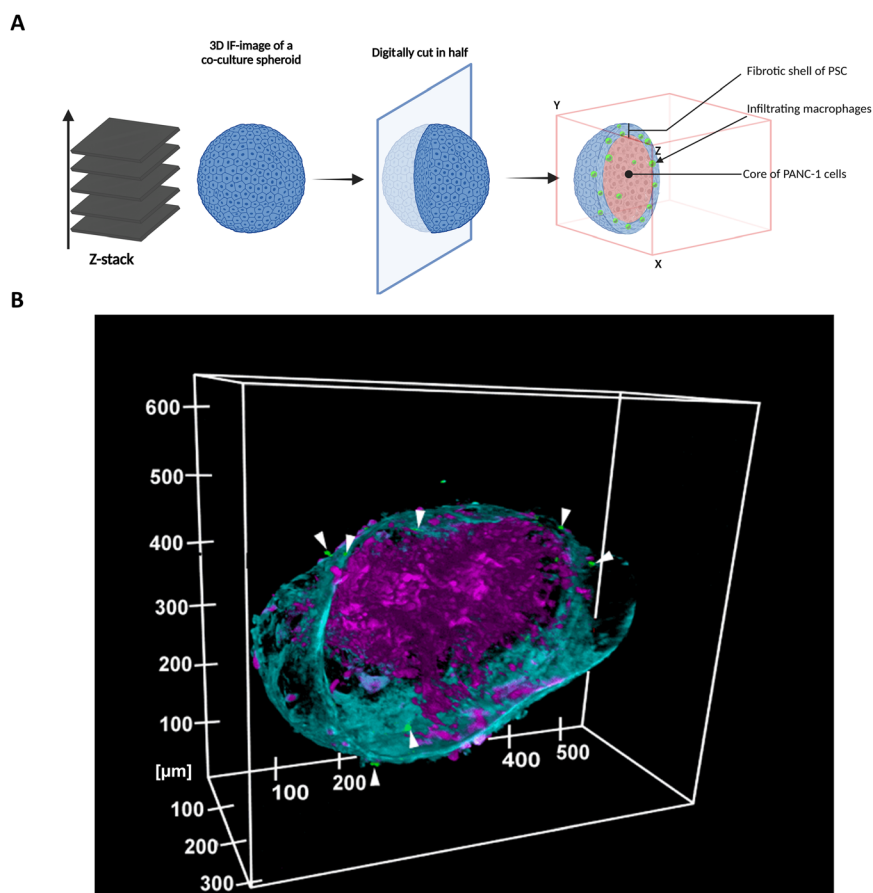 A
3D IF-image of a
co-culture spheroid
Digitally cut in half
Fibrotic shell of PSC
Infiltrating macrophages
Core of PANC-1 cells
Y
Z
X
Z-stack
B
600
500
400
300
200
100
[µm]
100
200
400
500
100
200
300